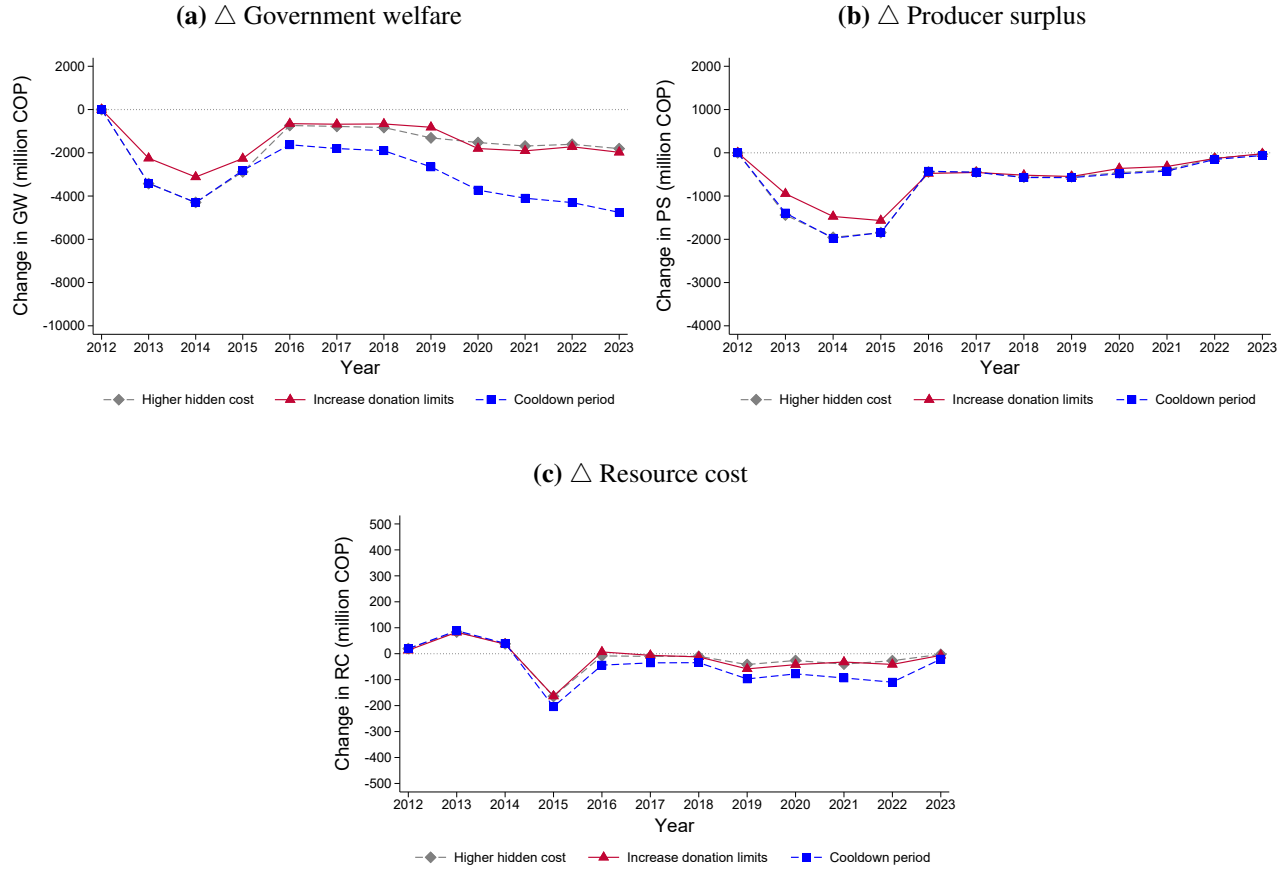 (a) △ Government welfare
Change in GW (million COP)
2000
0
-2000
-4000
-6000
-8000
-10000
2012 2013 2014 2015 2016 2017 2018 2019 2020 2021 2022 2023
Year
Higher hidden cost Increase donation limits Cooldown period
(b) △ Producer surplus
Change in PS (million COP)
2000
1000
0
-1000
-2000
-3000
-4000
2012 2013 2014 2015 2016 2017 2018 2019 2020 2021 2022 2023
Year
Higher hidden cost Increase donation limits Cooldown period
(c) △ Resource cost
Change in RC (million COP)
500
400
300
200
100
0
-100
-200
-300
-400
-500
2012 2013 2014 2015 2016 2017 2018 2019 2020 2021 2022 2023
Year
Higher hidden cost Increase donation limits Cooldown period